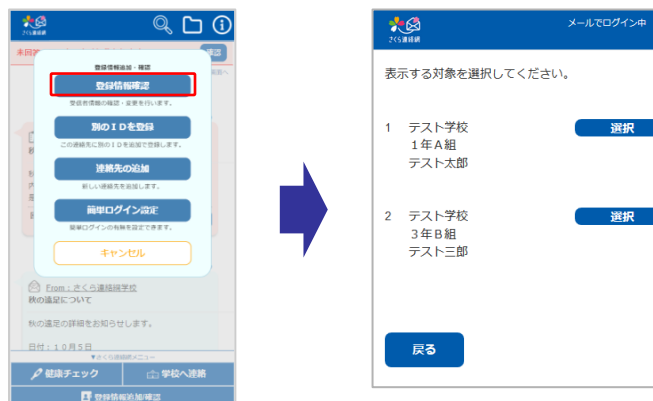 さくら連絡網
確認
登録情報追加・確認
登録情報確認
受信者情報の確認・変更を行います。
別のＩＤを登録
この連絡先に別のＩＤを追加で登録します。
連絡先の追加
新しい連絡先を追加します。
簡単ログイン設定
簡単ログインの有無を設定できます。
キャンセル
From：さくら連絡網学校
秋の遠足について
秋の遠足の詳細をお知らせします。
日付：１０月５日
▼さくら連絡網メニュー
健康チェック
学校へ連絡
登録情報追加/確認
さくら連絡網
メールでログイン中
表示する対象を選択してください。
1 テスト学校 選択
１年Ａ組
テスト太郎
2 テスト学校 選択
３年Ｂ組
テスト三郎
戻る